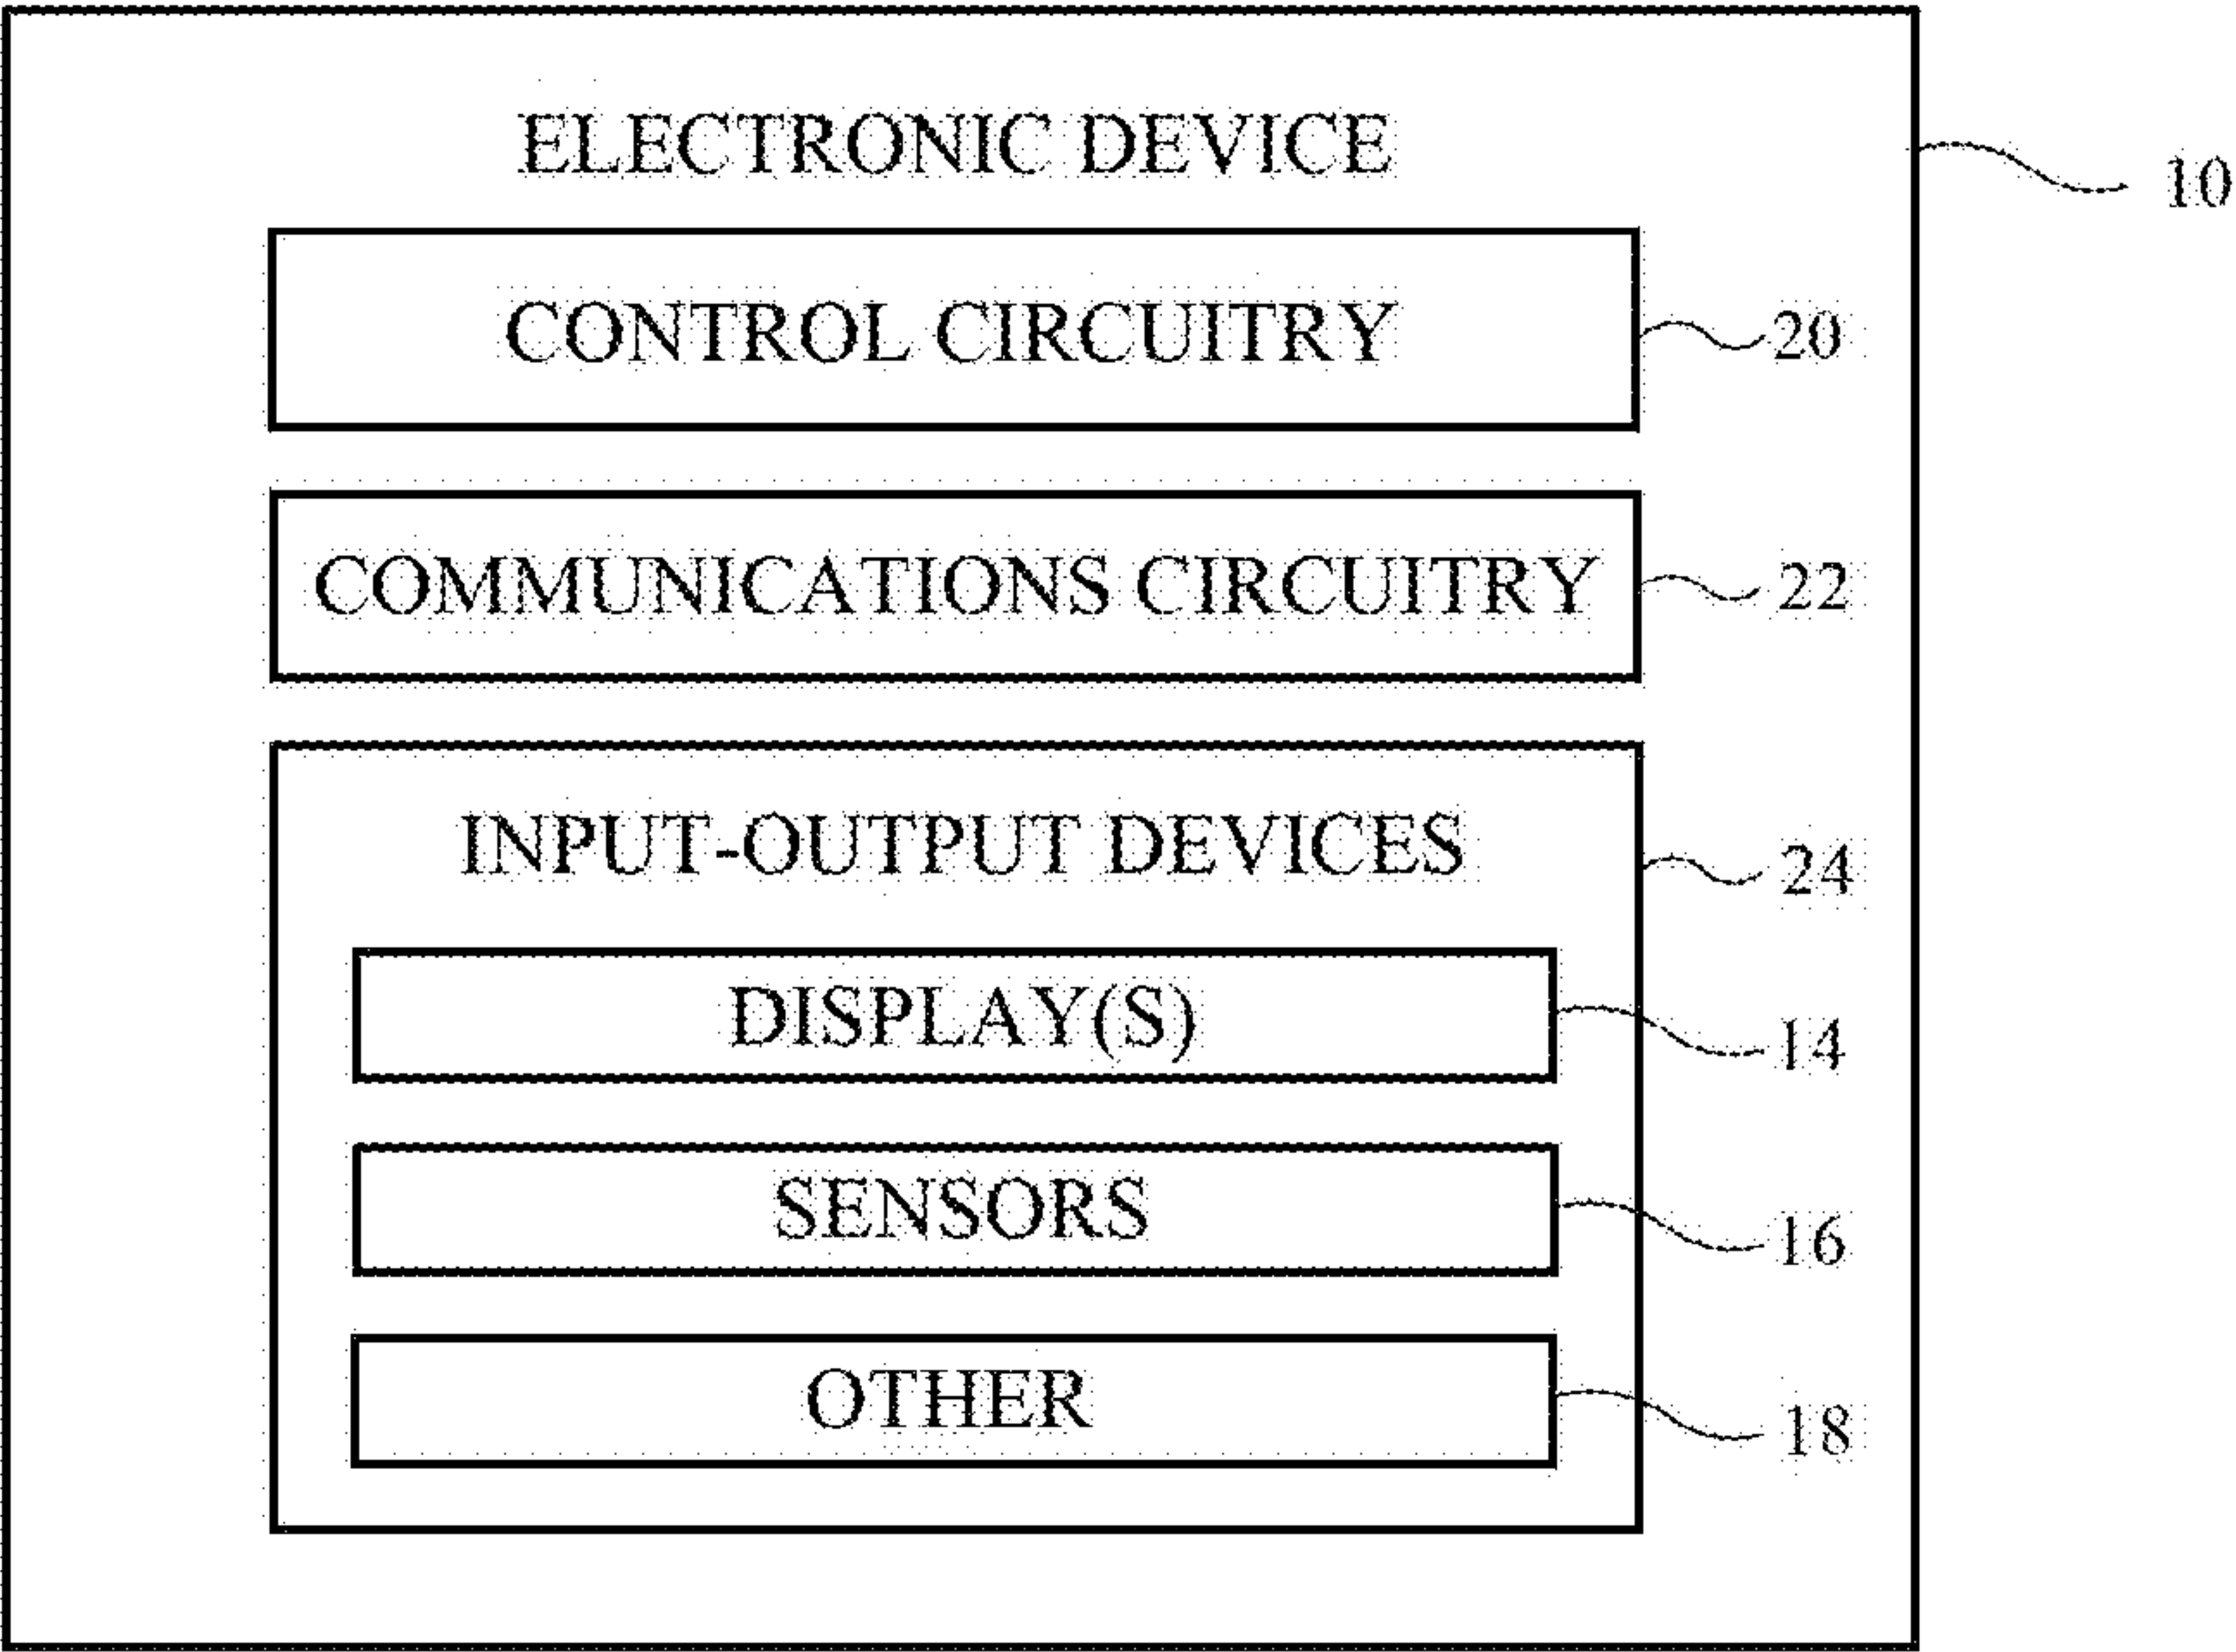 ELECTRONIC DEVICE
10
CONTROL CIRCUITRY
20
COMMUNICATIONS CIRCUITRY
22
INPUT-OUTPUT DEVICES
24
DISPLAY(S)
14
SENSORS
16
OTHER
18